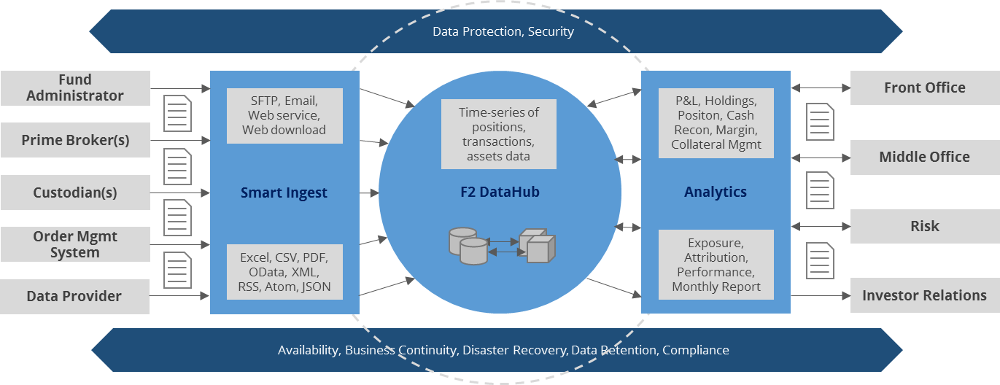 Data Protection, Security
Fund
Administrator
Prime Broker(s)
Custodian(s)
Order Mgmt
System
Data Provider
SFTP, Email,
Web service,
Web download
Smart Ingest
Excel, CSV, PDF,
OData, XML,
RSS, Atom, JSON
Time-series of
positions,
transactions,
assets data
F2 DataHub
P&L, Holdings,
Positon, Cash
Recon, Margin,
Collateral Mgmt
Analytics
Exposure,
Attribution,
Performance,
Monthly Report
Front Office
Middle Office
Risk
Investor Relations
Availability, Business Continuity, Disaster Recovery, Data Retention, Compliance